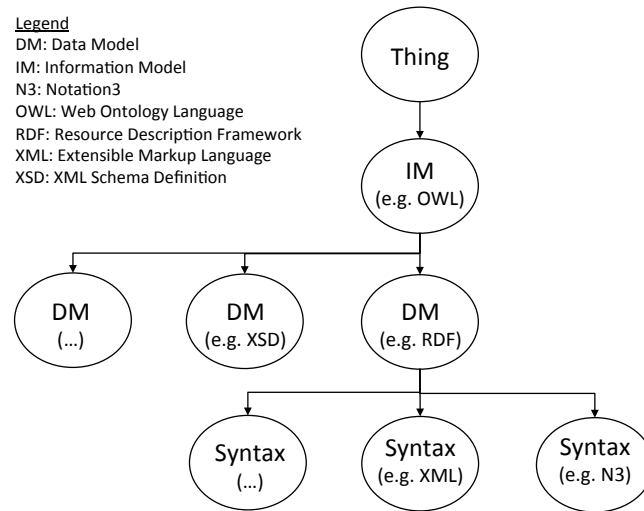 Legend
DM: Data Model
IM: Information Model
N3: Notation3
OWL: Web Ontology Language
RDF: Resource Description Framework
XML: Extensible Markup Language
XSD: XML Schema Definition
Thing
IM
(e.g. OWL)
DM
(...)
DM
(e.g. XSD)
DM
(e.g. RDF)
Syntax
(...)
Syntax
(e.g. XML)
Syntax
(e.g. N3)